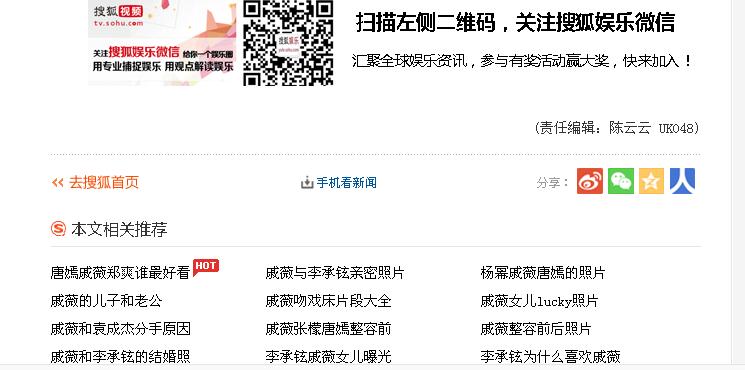 搜狐视频
tv.sohu.com
扫描左侧二维码，关注搜狐娱乐微信
搜狐娱乐
关注搜狐娱乐微信 给你一个娱乐圈
用专业捕捉娱乐 用观点解读娱乐
汇聚全球娱乐资讯，参与有奖活动赢大奖，快来加入！
(责任编辑：陈云云 UK048)
去搜狐首页
手机看新闻
分享：
本文相关推荐
唐嫣戚薇郑爽谁最好看 HOT
戚薇与李承铉亲密照片
杨幂戚薇唐嫣的照片
戚薇的儿子和老公
戚薇吻戏床片段大全
戚薇女儿lucky照片
戚薇和袁成杰分手原因
戚薇张檬唐嫣整容前
戚薇整容前后照片
戚薇和李承铉的结婚照
李承铉戚薇女儿曝光
李承铉为什么喜欢戚薇